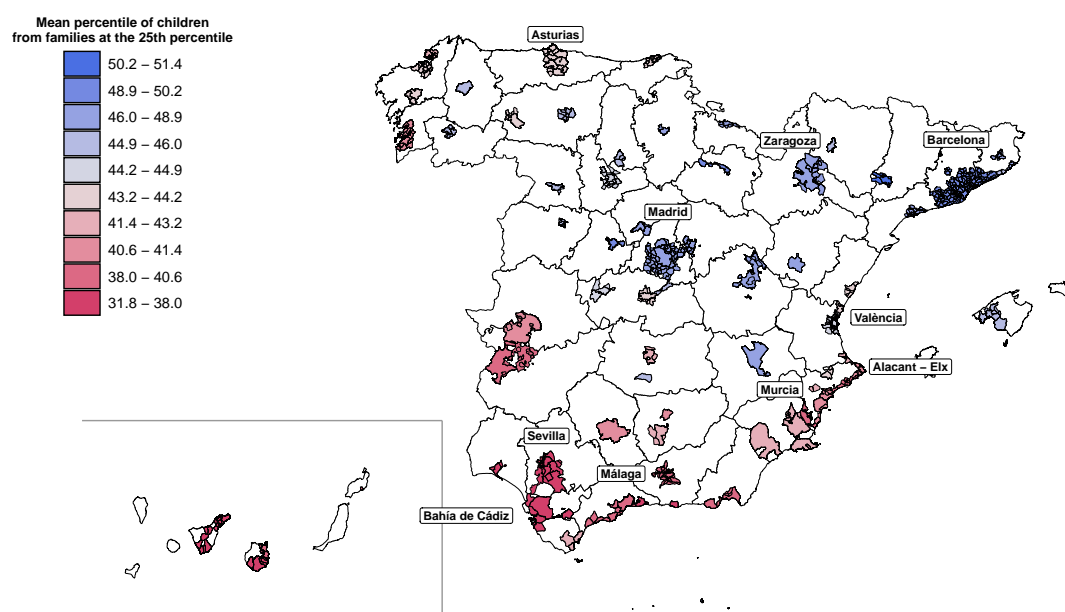 Mean percentile of children
from families at the 25th percentile
50.2 – 51.4
48.9 – 50.2
46.0 – 48.9
44.9 – 46.0
44.2 – 44.9
43.2 – 44.2
41.4 – 43.2
40.6 – 41.4
38.0 – 40.6
31.8 – 38.0
Asturias
Zaragoza
Barcelona
Madrid
València
Alacant – Elx
Murcia
Sevilla
Málaga
Bahía de Cádiz